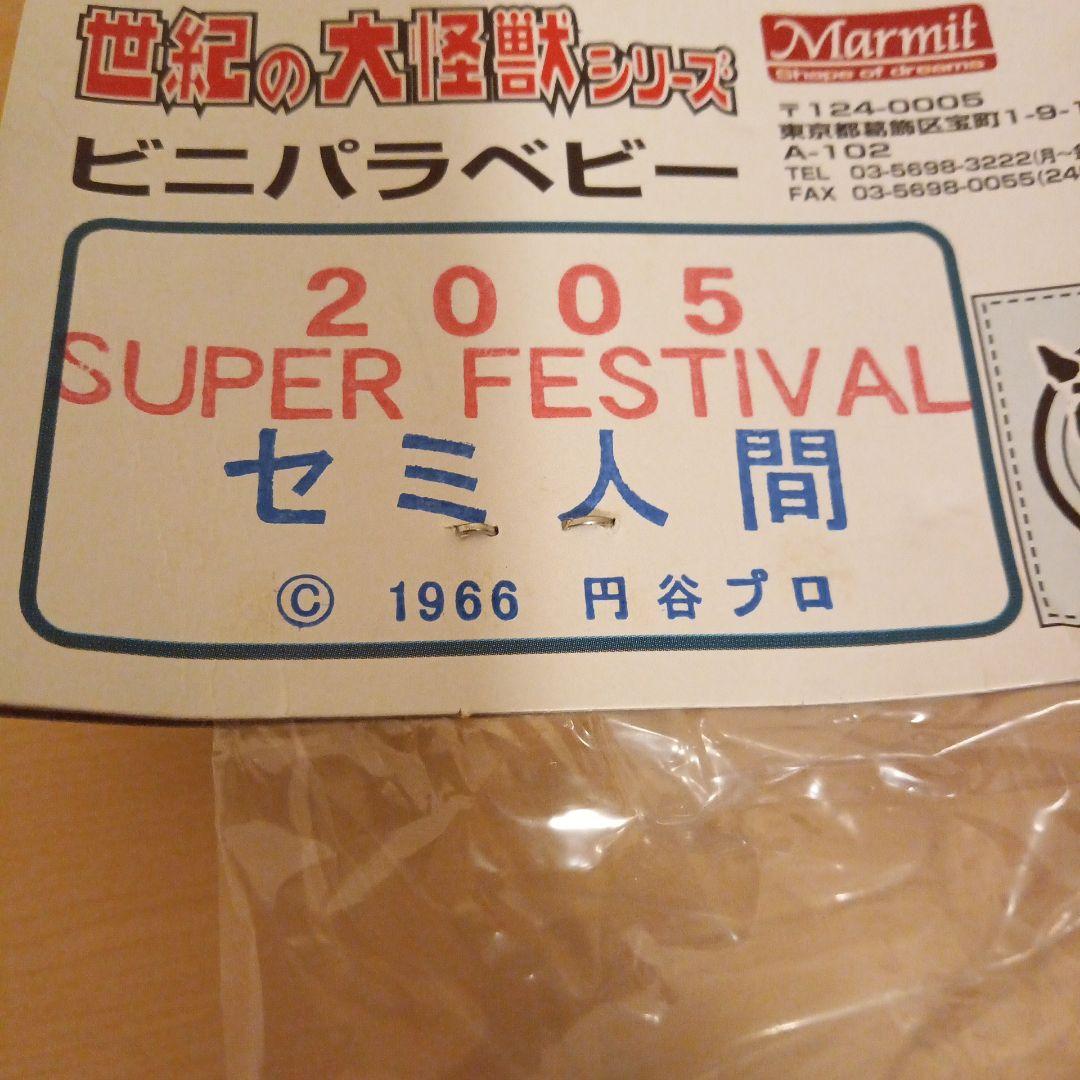 世紀の大怪獣シリーズ
ビニパラベビー
Marmit
Shape of dreams
〒124-0005
東京都葛飾区宝町1-9-1
A-102
TEL 03-5698-3222(月～
FAX 03-5698-0055(24
2005
SUPER FESTIVAL
セミ人間
© 1966 円谷プロ